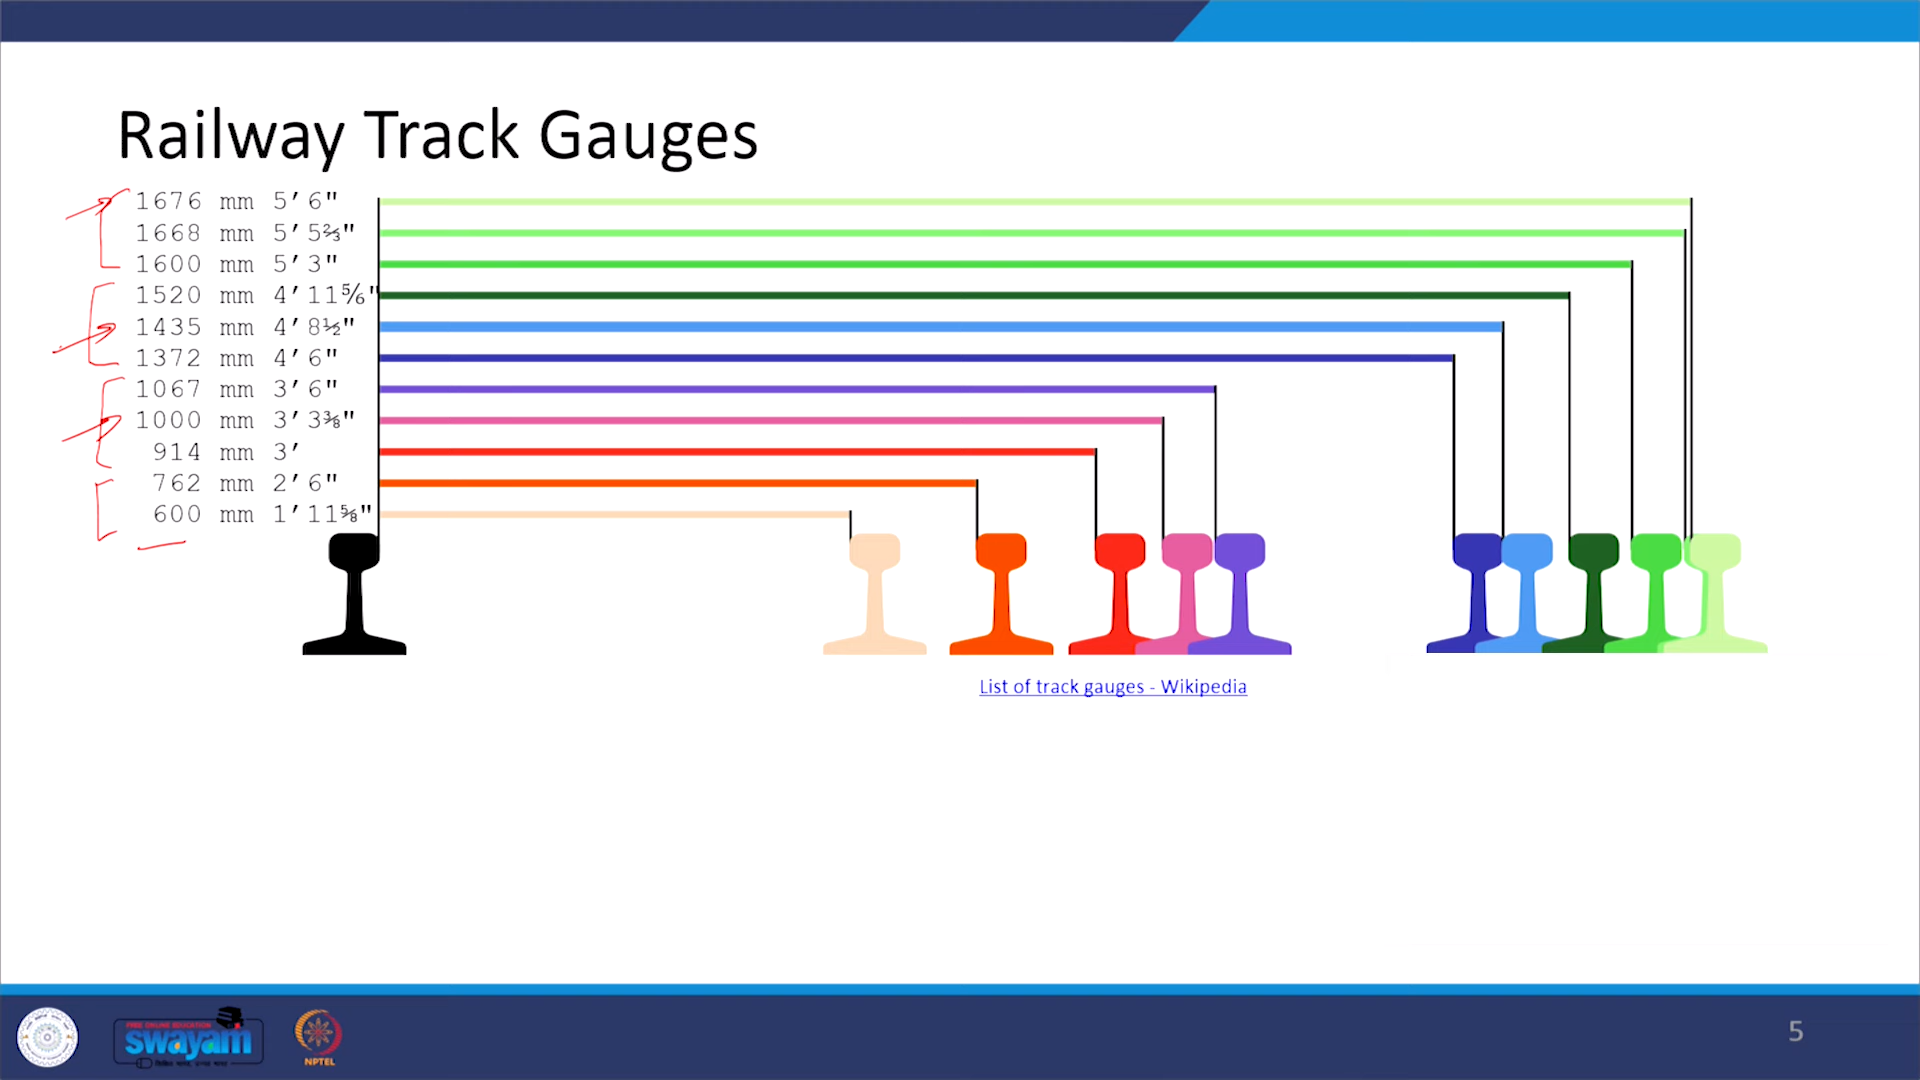 Railway Track Gauges
1676 mm 5′6"
1668 mm 5′5⅔"
1600 mm 5′3"
1520 mm 4′11⅚"
1435 mm 4′8½"
1372 mm 4′6"
1067 mm 3′6"
1000 mm 3′3⅜"
914 mm 3′
762 mm 2′6"
600 mm 1′11⅝"
List of track gauges - Wikipedia
FREE ONLINE EDUCATION
swayam
NPTEL
5